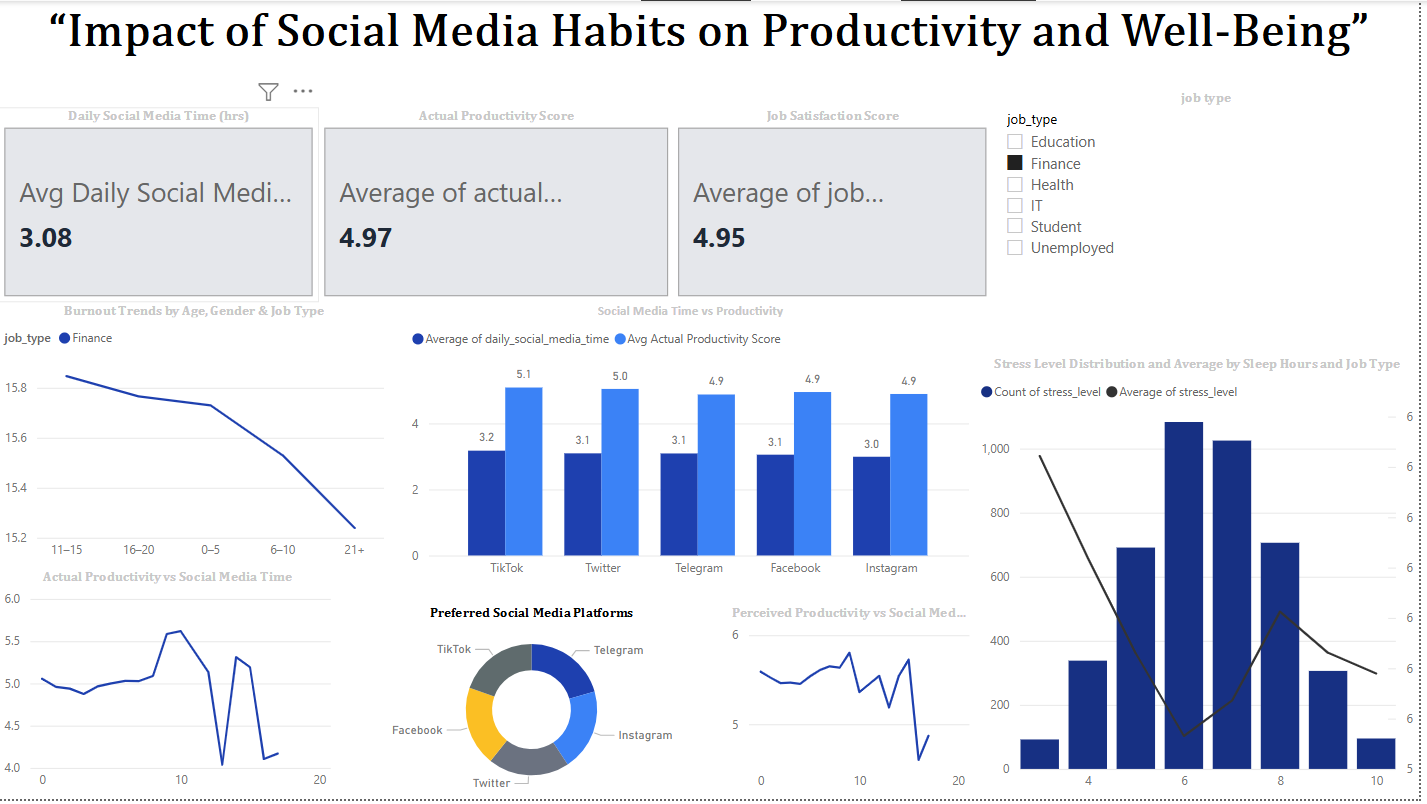 “Impact of Social Media Habits on Productivity and Well-Being”
Daily Social Media Time (hrs)
Avg Daily Social Medi...
3.08
Actual Productivity Score
Average of actual...
4.97
Job Satisfaction Score
Average of job...
4.95
job type
job_type
Education
Finance
Health
IT
Student
Unemployed
Burnout Trends by Age, Gender & Job Type
job_type Finance
15.8
15.6
15.4
15.2
11–15 16–20 0–5 6–10 21+
Social Media Time vs Productivity
Average of daily_social_media_time Avg Actual Productivity Score
4
2
0
3.2 5.1 3.1 5.0 3.1 4.9 3.1 4.9 3.0 4.9
TikTok Twitter Telegram Facebook Instagram
Stress Level Distribution and Average by Sleep Hours and Job Type
Count of stress_level Average of stress_level
1,000
800
600
400
200
0
6
6
6
6
6
6
6
5
4 6 8 10
Actual Productivity vs Social Media Time
6.0
5.5
5.0
4.5
4.0
0 10 20
Preferred Social Media Platforms
TikTok
Telegram
Facebook
Instagram
Twitter
Perceived Productivity vs Social Med...
6
5
0 10 20